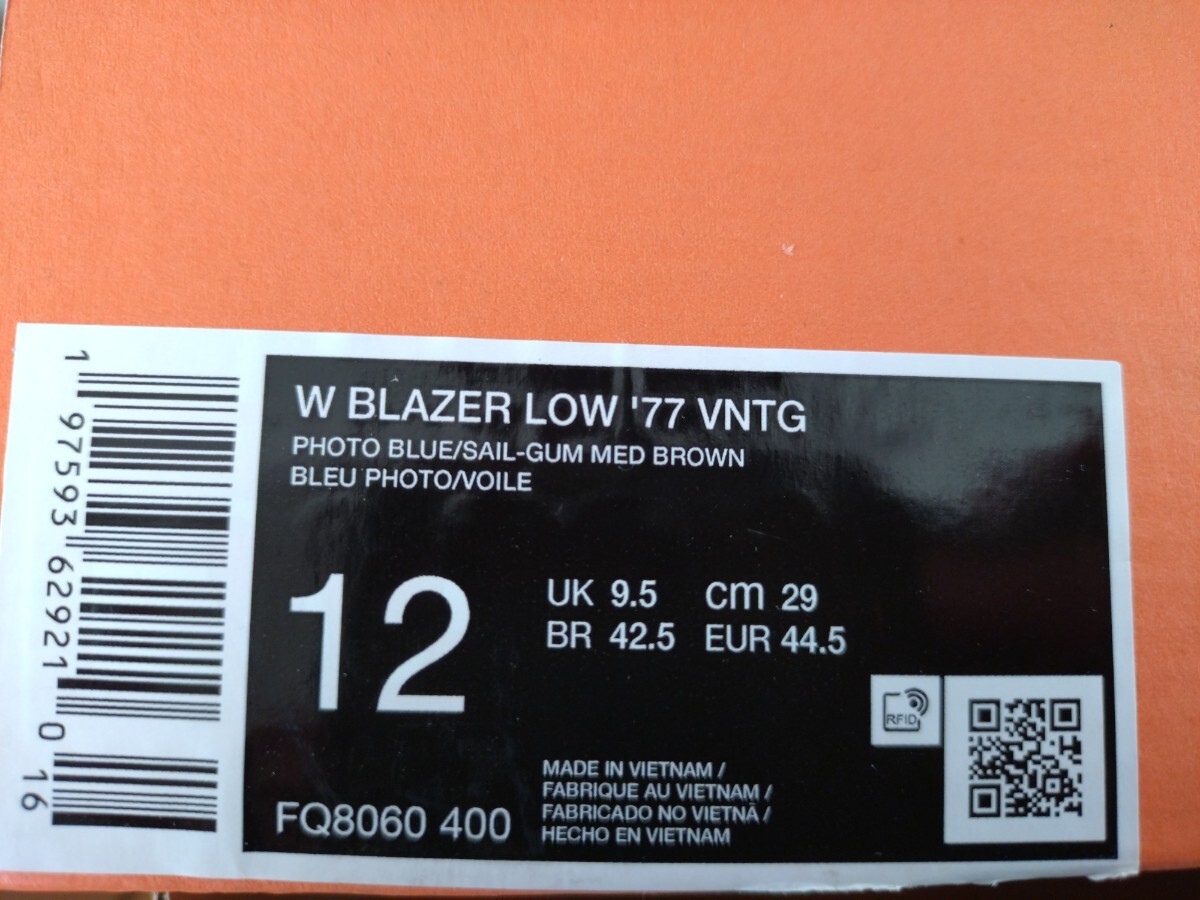 W BLAZER LOW '77 VNTG
PHOTO BLUE/SAIL-GUM MED BROWN
BLEU PHOTO/VOILE
12
UK 9.5 cm 29
BR 42.5 EUR 44.5
RFID
MADE IN VIETNAM /
FABRIQUE AU VIETNAM /
FABRICADO NO VIETNÃ /
HECHO EN VIETNAM
FQ8060 400
1 97593 62921 0 16